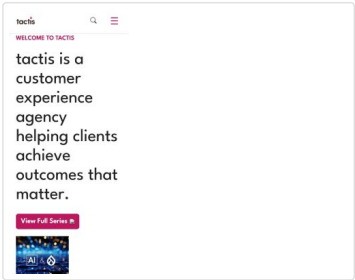 tactis
WELCOME TO TACTIS
tactis is a
customer
experience
agency
helping clients
achieve
outcomes that
matter.
View Full Series
AI &